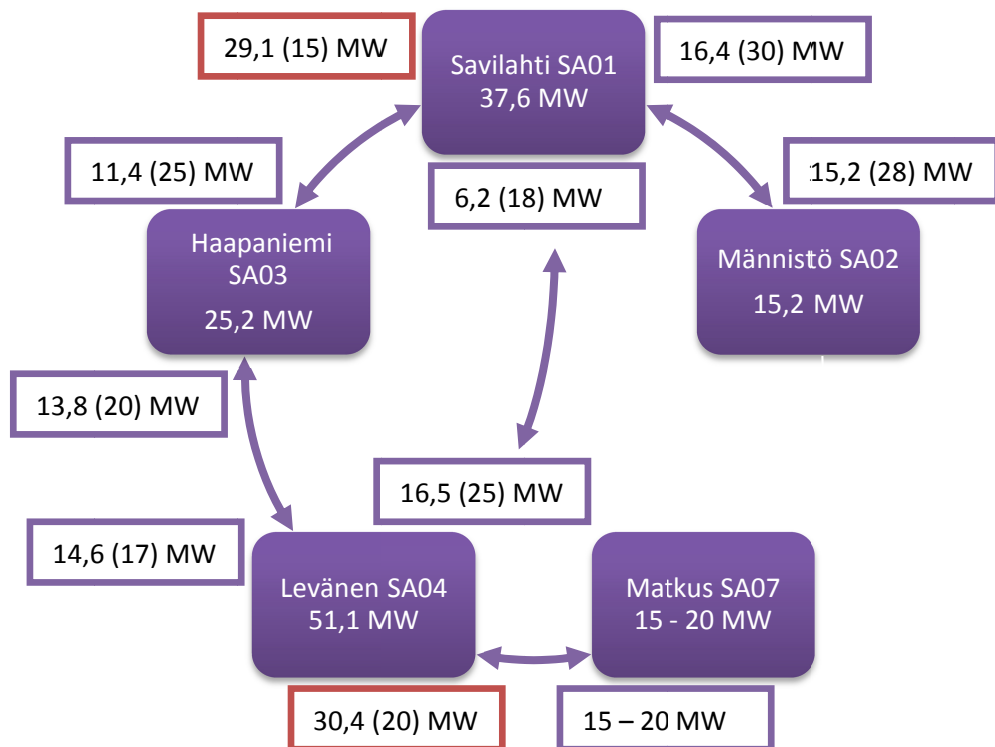 29,1 (15) MW
Savilahti SA01
37,6 MW
16,4 (30) MW
11,4 (25) MW
6,2 (18) MW
15,2 (28) MW
Haapaniemi
SA03
25,2 MW
Männistö SA02
15,2 MW
13,8 (20) MW
16,5 (25) MW
14,6 (17) MW
Levänen SA04
51,1 MW
Matkus SA07
15 - 20 MW
30,4 (20) MW
15 – 20 MW